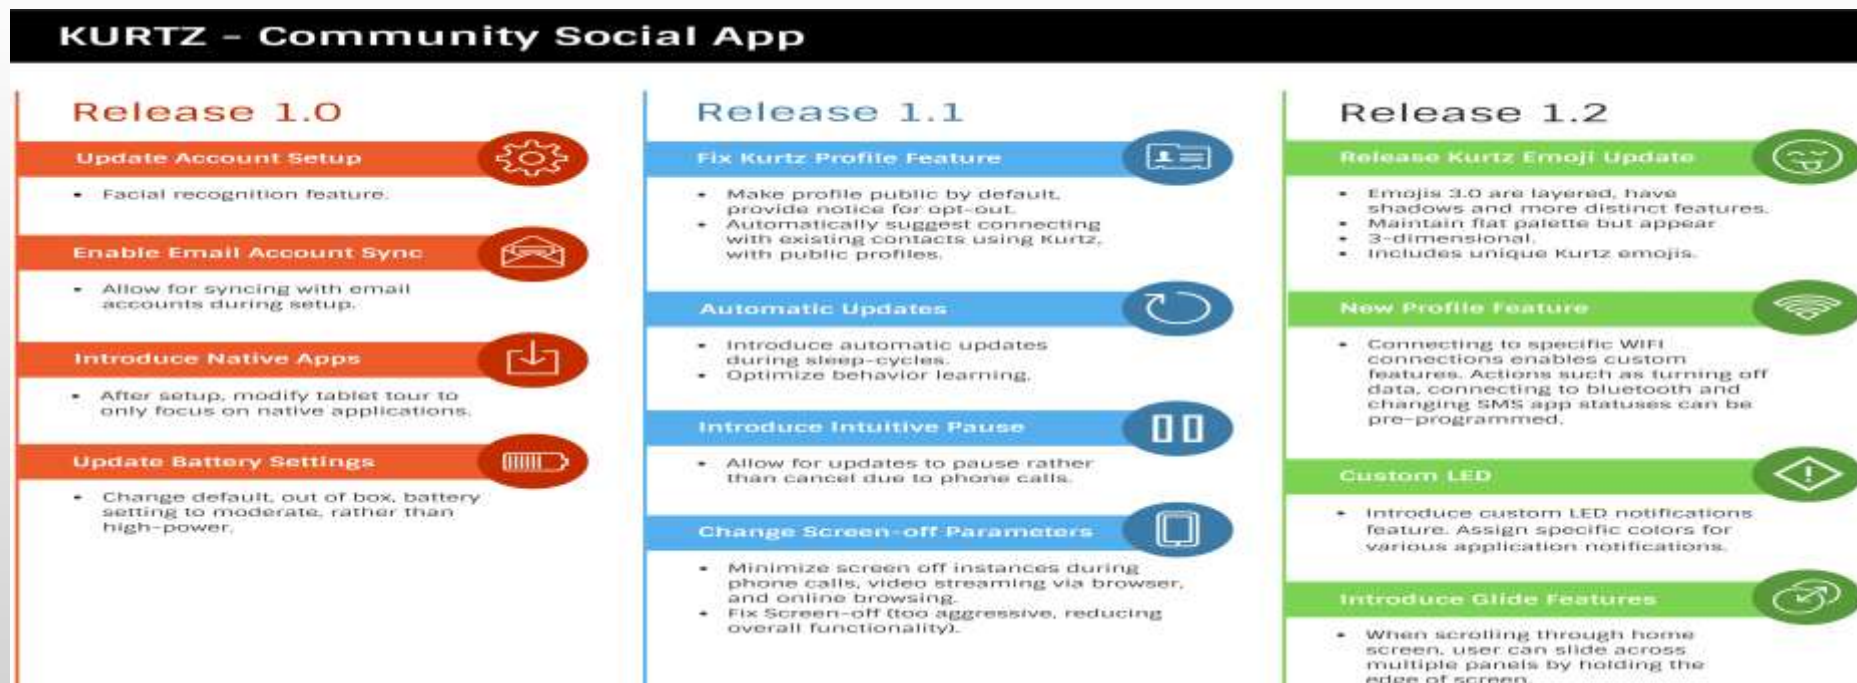 KURTZ – Community Social App
Release 1.0
Update Account Setup
• Facial recognition feature.
Enable Email Account Sync
• Allow for syncing with email
accounts during setup.
Introduce Native Apps
• After setup, modify tablet tour to
only focus on native applications.
Update Battery Settings
• Change default, out of box, battery
setting to moderate, rather than
high-power.
Release 1.1
Fix Kurtz Profile Feature
• Make profile public by default,
provide notice for opt-out.
• Automatically suggest connecting
with existing contacts using Kurtz,
with public profiles.
Automatic Updates
• Introduce automatic updates
during sleep-cycles.
• Optimize behavior learning.
Introduce Intuitive Pause
• Allow for updates to pause rather
than cancel due to phone calls.
Change Screen-off Parameters
• Minimize screen off instances during
phone calls, video streaming via browser,
and online browsing.
• Fix Screen-off (too aggressive, reducing
overall functionality).
Release 1.2
Release Kurtz Emoji Update
• Emojis 3.0 are layered, have
shadows and more distinct features.
• Maintain flat palette but appear
• 3-dimensional.
• Includes unique Kurtz emojis.
New Profile Feature
• Connecting to specific WIFI
connections enables custom
features. Actions such as turning off
data, connecting to bluetooth and
changing SMS app statuses can be
pre-programmed.
Custom LED
• Introduce custom LED notifications
feature. Assign specific colors for
various application notifications.
Introduce Glide Features
• When scrolling through home
screen, user can slide across
multiple panels by holding the
edge of screen.